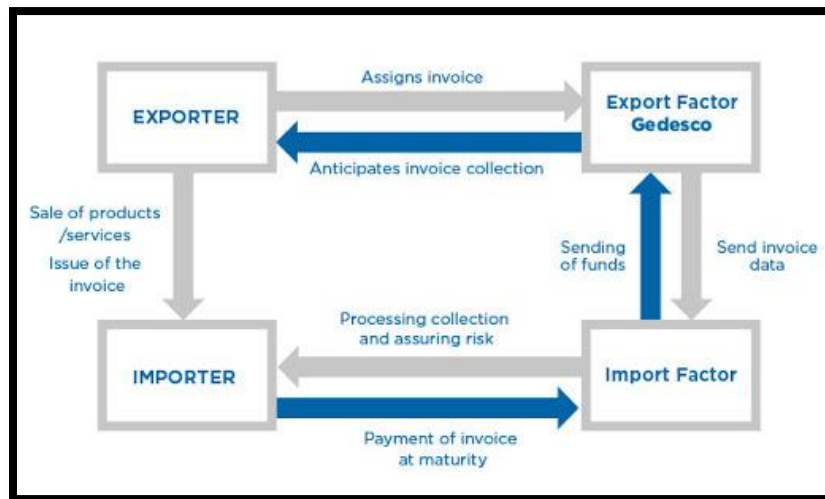 Assigns invoice
EXPORTER
Export Factor
Gedesco
Anticipates invoice collection
Sale of products
/services
Issue of the
invoice
Sending
of funds
Send invoice
data
Processing collection
and assuring risk
IMPORTER
Import Factor
Payment of invoice
at maturity